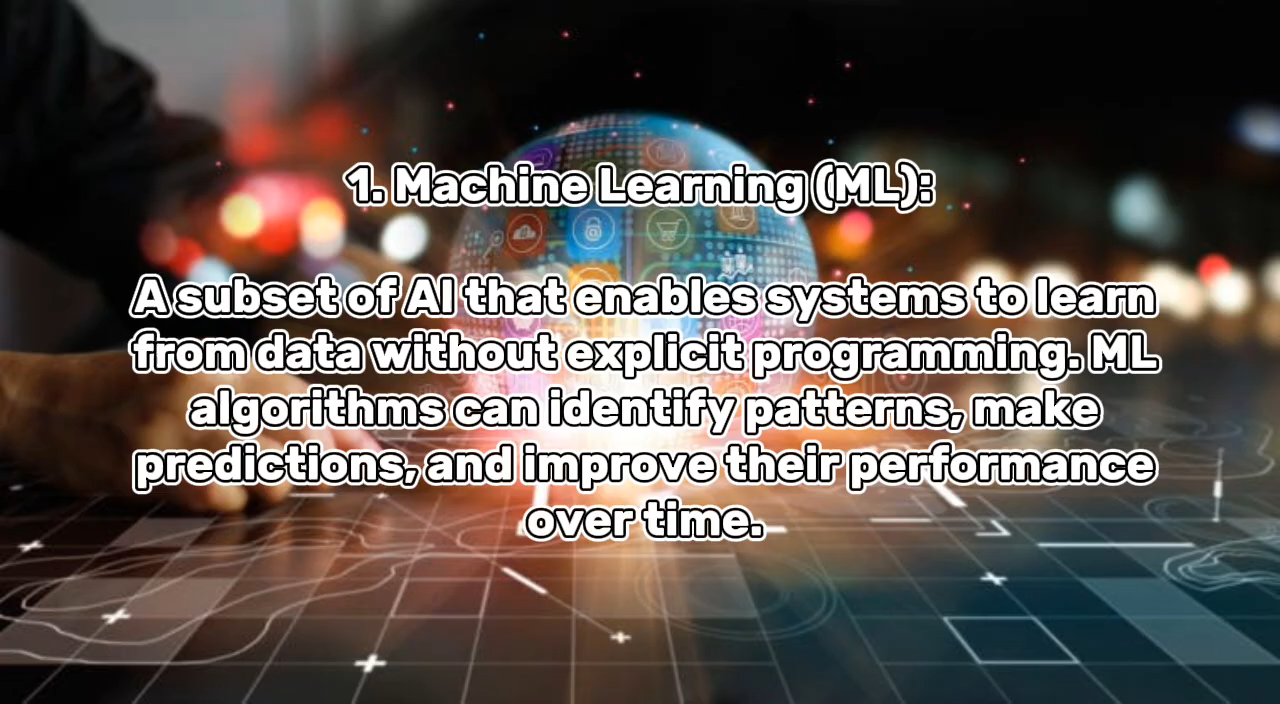 1. Machine Learning (ML):
A subset of AI that enables systems to learn
from data without explicit programming. ML
algorithms can identify patterns, make
predictions, and improve their performance
over time.